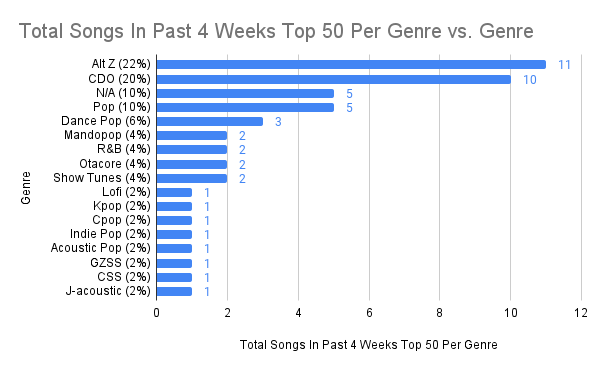 Total Songs In Past 4 Weeks Top 50 Per Genre vs. Genre
Genre
Alt Z (22%) 11
CDO (20%) 10
N/A (10%) 5
Pop (10%) 5
Dance Pop (6%) 3
Mandopop (4%) 2
R&B (4%) 2
Otacore (4%) 2
Show Tunes (4%) 2
Lofi (2%) 1
Kpop (2%) 1
Cpop (2%) 1
Indie Pop (2%) 1
Acoustic Pop (2%) 1
GZSS (2%) 1
CSS (2%) 1
J-acoustic (2%) 1
0 2 4 6 8 10 12
Total Songs In Past 4 Weeks Top 50 Per Genre